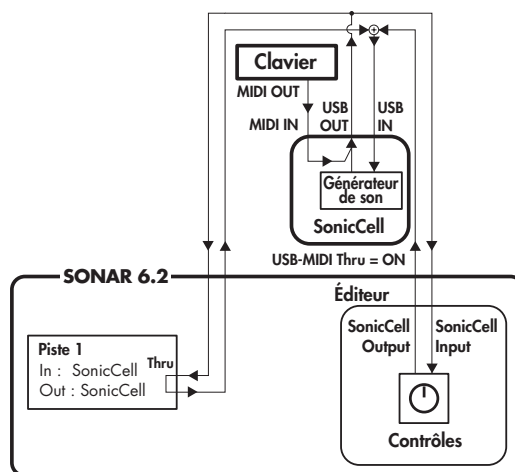 Clavier
MIDI OUT
MIDI IN
USB
OUT
USB
IN
Générateur
de son
SonicCell
USB-MIDI Thru = ON
SONAR 6.2
Éditeur
SonicCell
Output
SonicCell
Input
Piste 1
Thru
In : SonicCell
Out : SonicCell
Contrôles